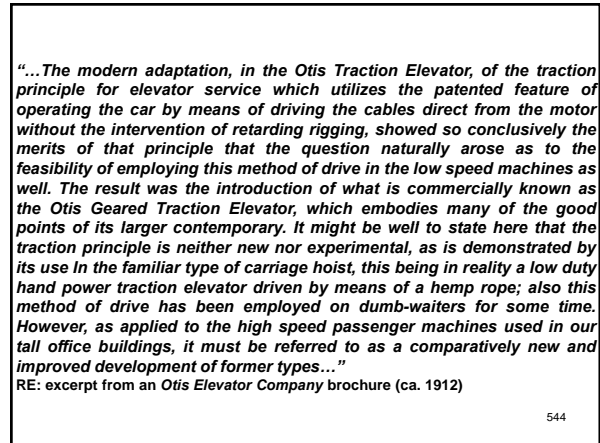 “…The modern adaptation, in the Otis Traction Elevator, of the traction
principle for elevator service which utilizes the patented feature of
operating the car by means of driving the cables direct from the motor
without the intervention of retarding rigging, showed so conclusively the
merits of that principle that the question naturally arose as to the
feasibility of employing this method of drive in the low speed machines as
well. The result was the introduction of what is commercially known as
the Otis Geared Traction Elevator, which embodies many of the good
points of its larger contemporary. It might be well to state here that the
traction principle is neither new nor experimental, as is demonstrated by
its use In the familiar type of carriage hoist, this being in reality a low duty
hand power traction elevator driven by means of a hemp rope; also this
method of drive has been employed on dumb-waiters for some time.
However, as applied to the high speed passenger machines used in our
tall office buildings, it must be referred to as a comparatively new and
improved development of former types…”
RE: excerpt from an Otis Elevator Company brochure (ca. 1912)
544